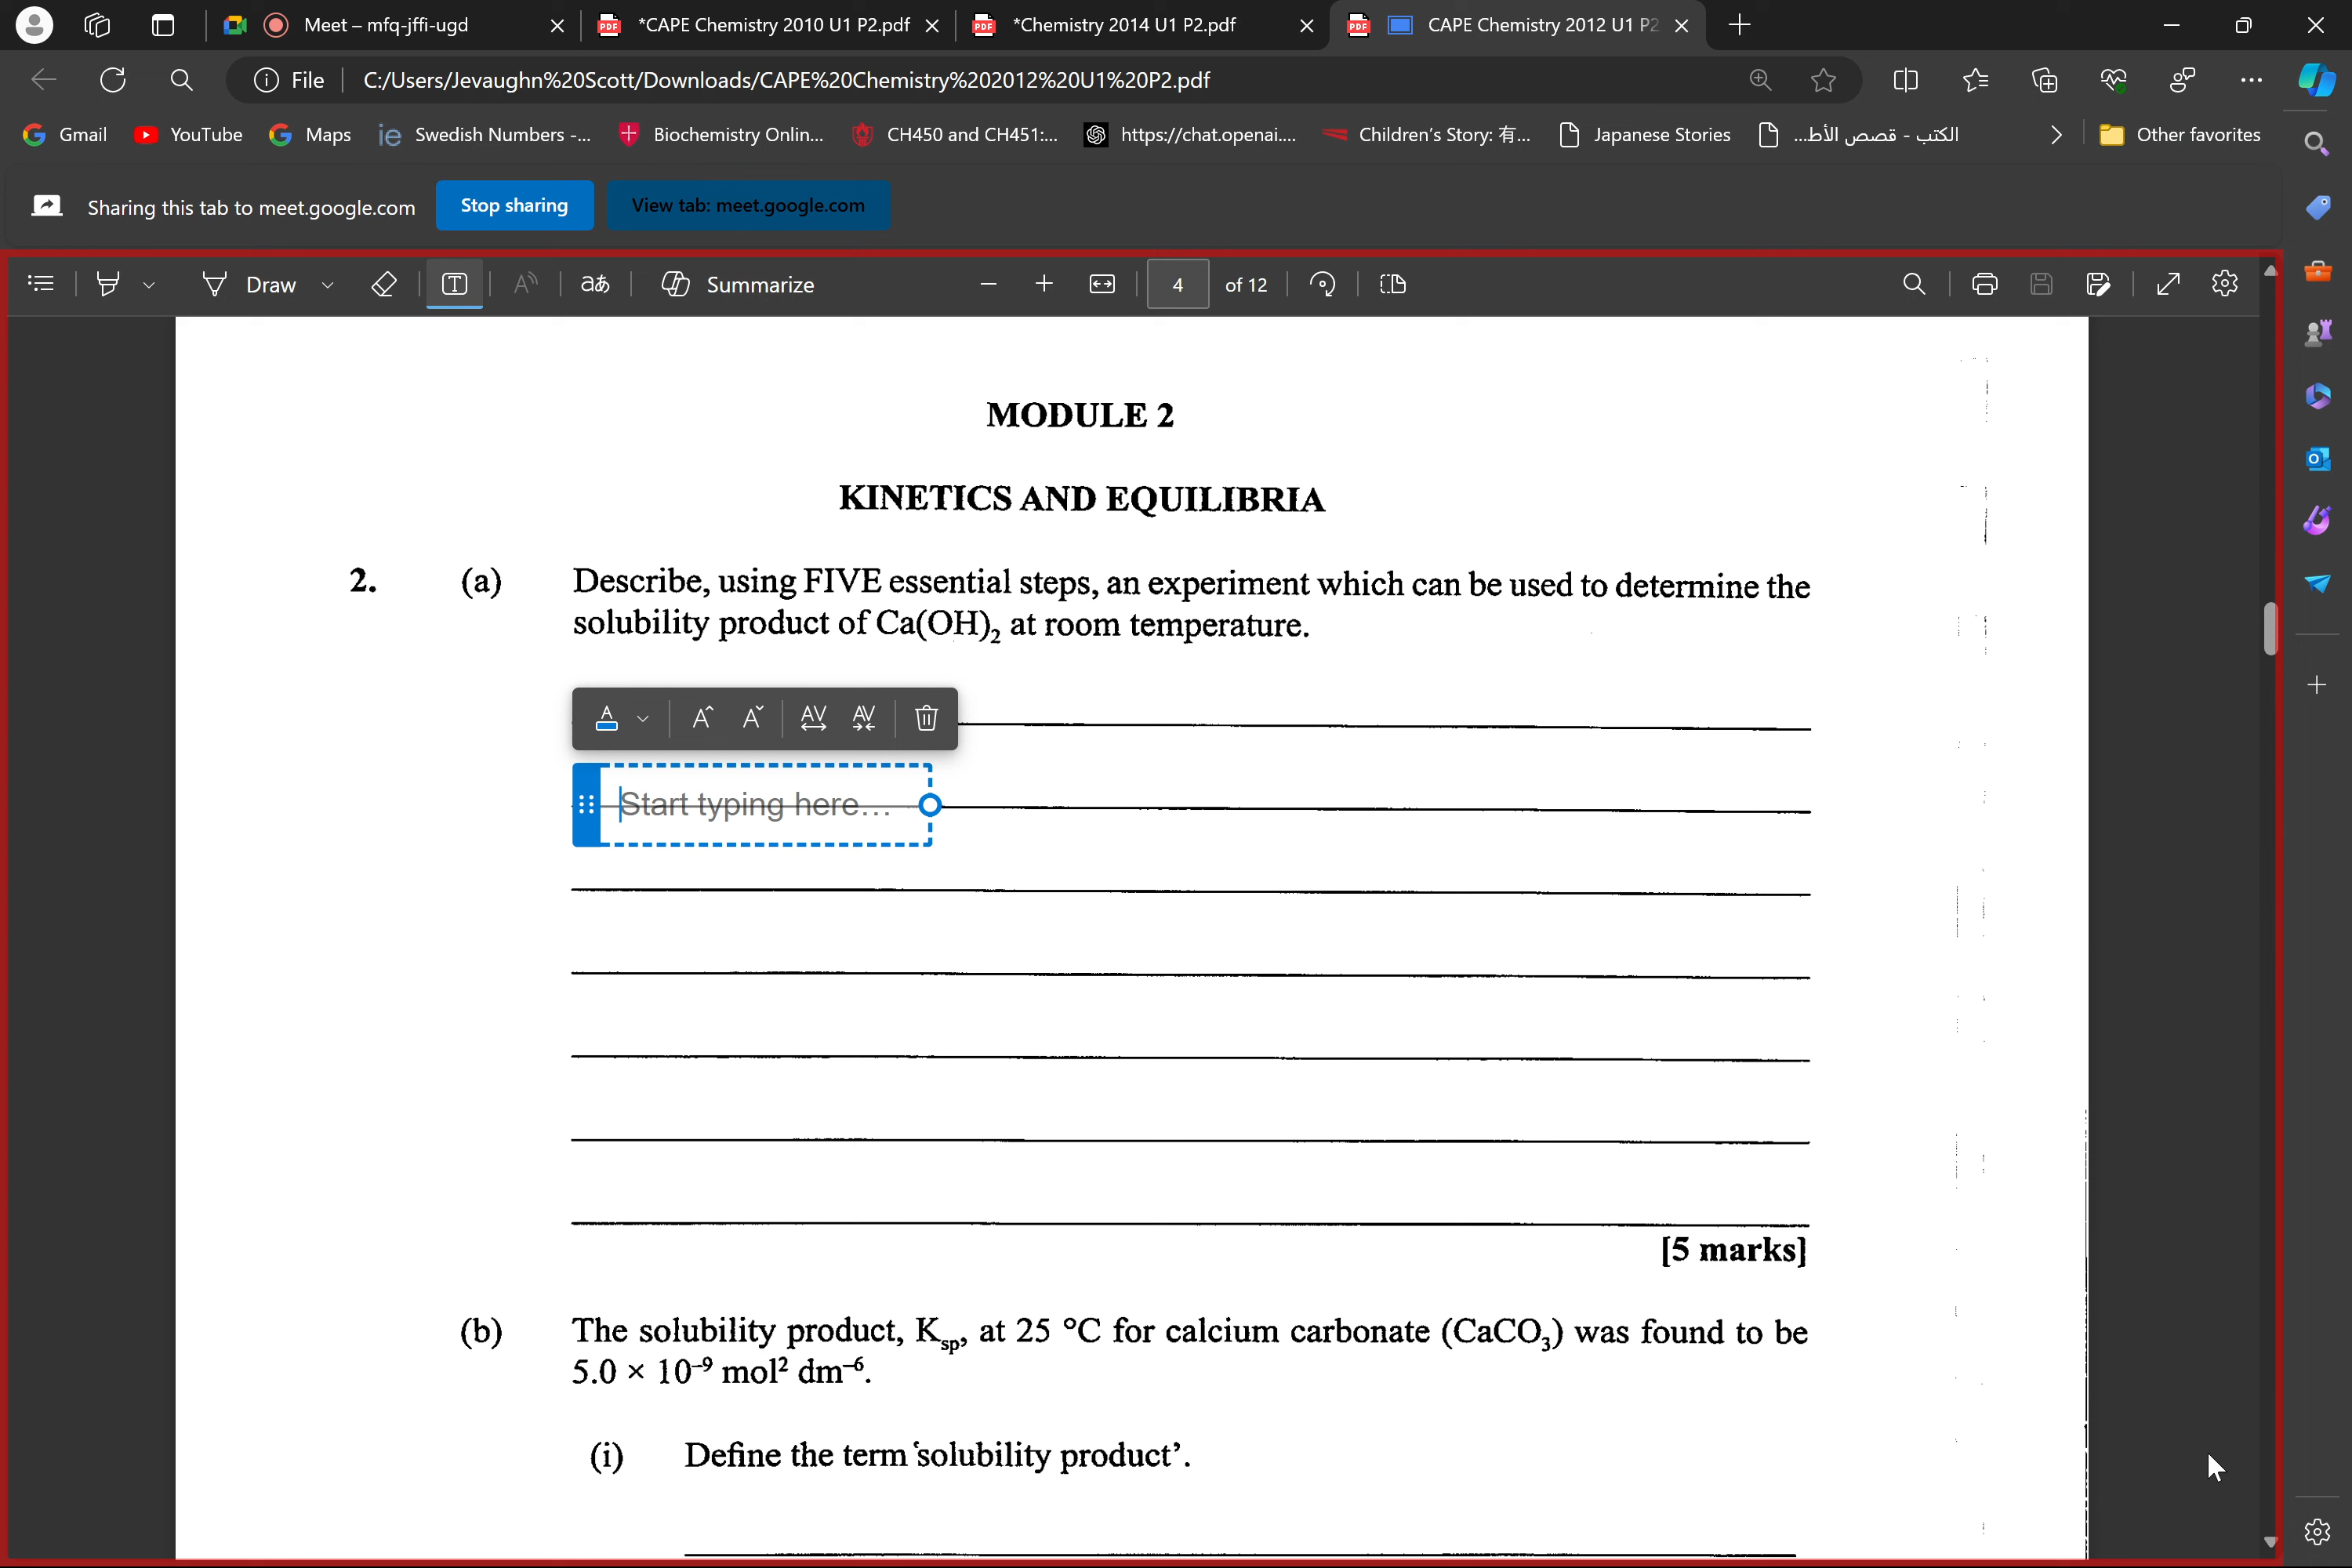 Meet – mfq-jffi-ugd
*CAPE Chemistry 2010 U1 P2.pdf
*Chemistry 2014 U1 P2.pdf
CAPE Chemistry 2012 U1 P2
File
C:/Users/Jevaughn%20Scott/Downloads/CAPE%20Chemistry%202012%20U1%20P2.pdf
Gmail
YouTube
Maps
Swedish Numbers -...
Biochemistry Onlin...
CH450 and CH451:...
https://chat.openai....
Children's Story: 有...
Japanese Stories
الكتب - قصص الأط...
Other favorites
Sharing this tab to meet.google.com
Stop sharing
View tab: meet.google.com
Draw
aあ
Summarize
4
of 12
MODULE 2
KINETICS AND EQUILIBRIA
2. (a) Describe, using FIVE essential steps, an experiment which can be used to determine the
solubility product of Ca(OH)₂ at room temperature.
Start typing here...
[5 marks]
(b) The solubility product, Kₛₚ, at 25 °C for calcium carbonate (CaCO₃) was found to be
5.0 × 10⁻⁹ mol² dm⁻⁶.
(i) Define the term 'solubility product'.